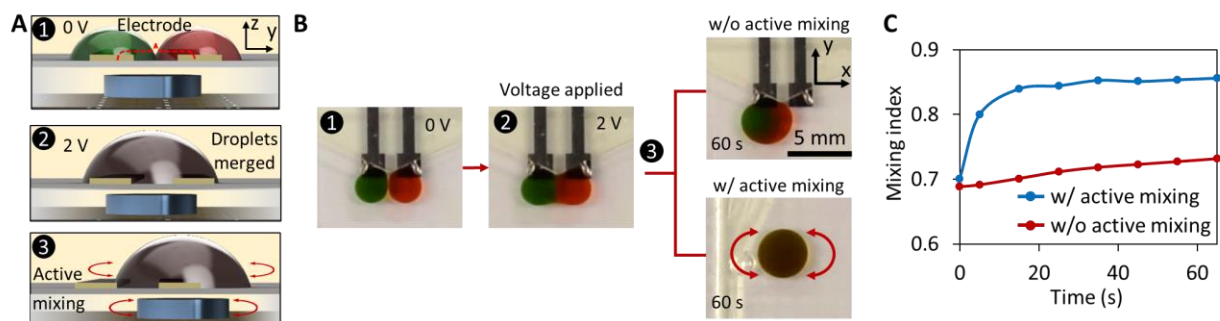 A
1
0 V
Electrode
z
y
2
2 V
Droplets
merged
3
Active
mixing
B
1
0 V
Voltage applied
2
2 V
3
w/o active mixing
y
x
60 s
5 mm
w/ active mixing
60 s
C
Mixing index
0.9
0.8
0.7
0.6
w/ active mixing
w/o active mixing
0
20
40
60
Time (s)